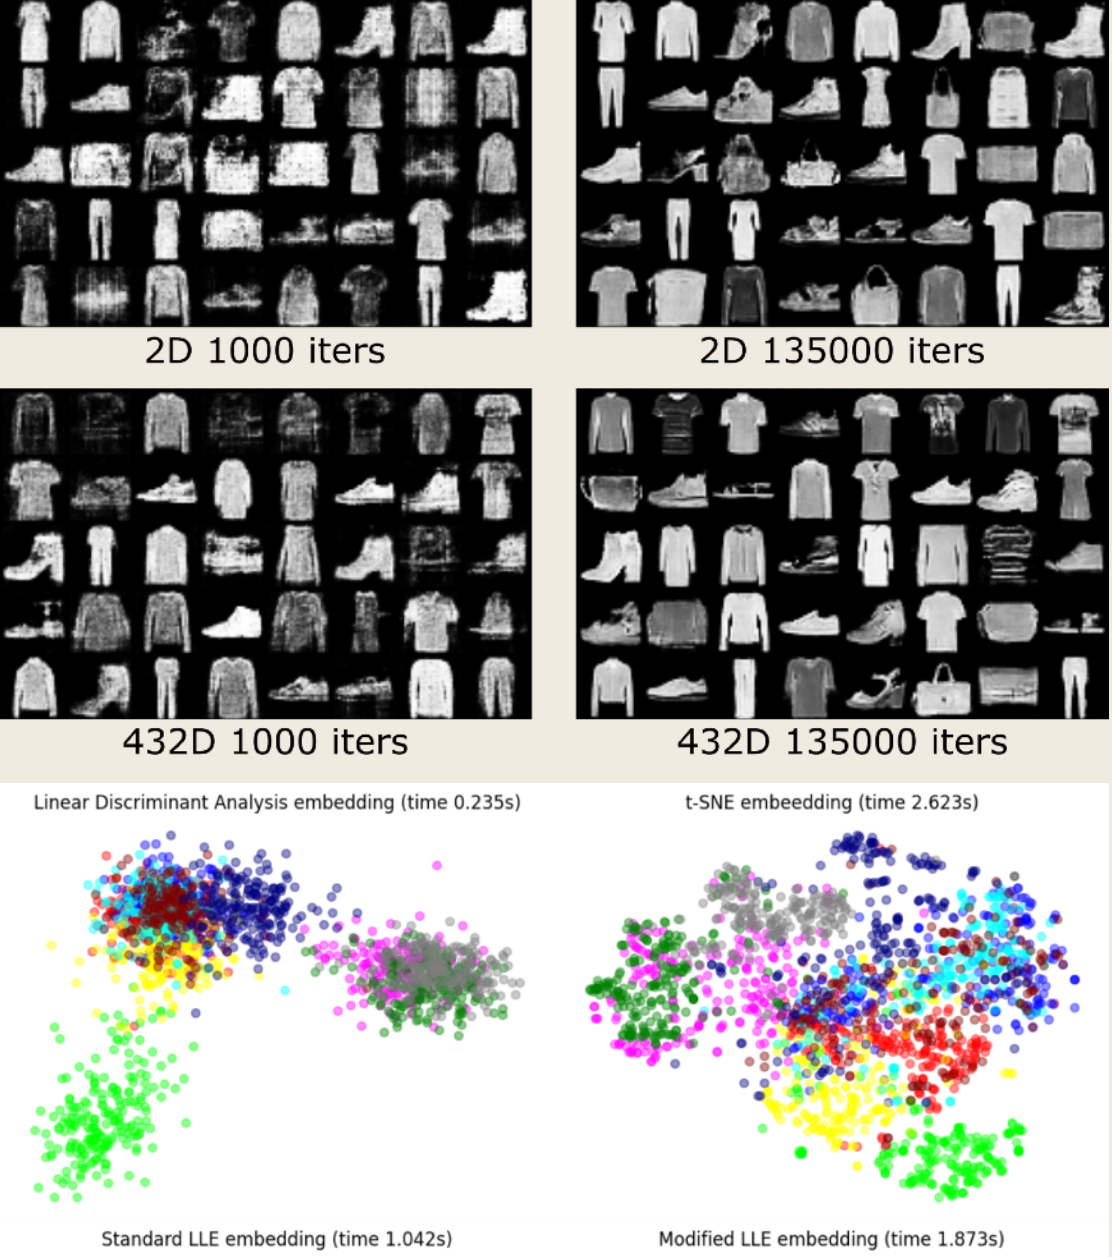 2D 1000 iters
2D 135000 iters
432D 1000 iters
432D 135000 iters
Linear Discriminant Analysis embedding (time 0.235s)
t-SNE embeedding (time 2.623s)
Standard LLE embedding (time 1.042s)
Modified LLE embedding (time 1.873s)